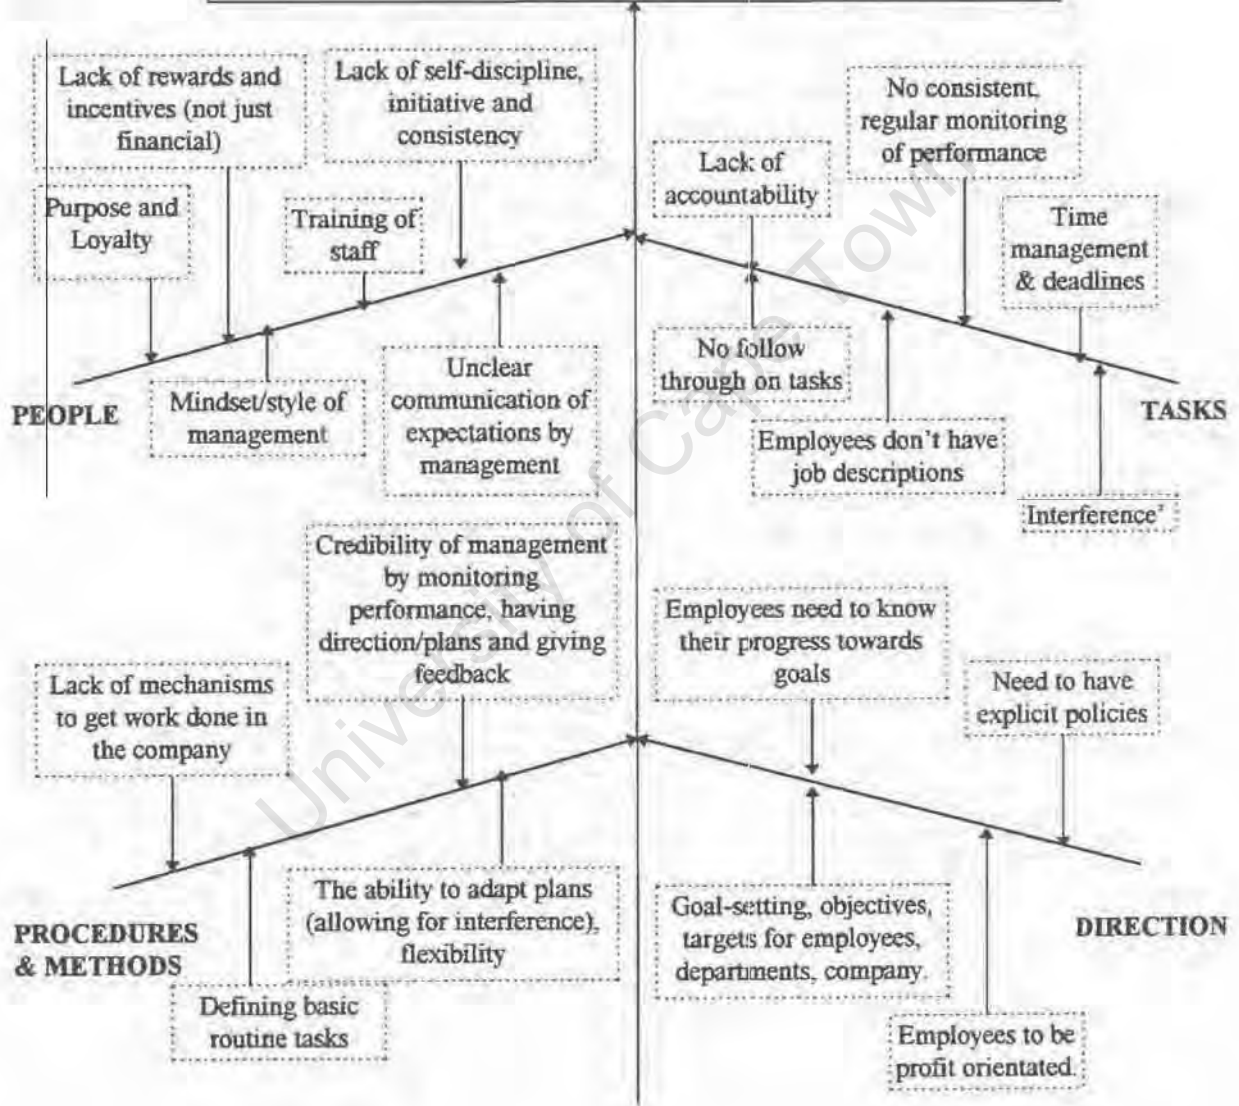 Lack of rewards and
incentives (not just
financial)
Lack of self-discipline,
initiative and
consistency
Purpose and
Loyalty
Training of
staff
Mindset/style of
management
Unclear
communication of
expectations by
management
PEOPLE
Lack of
accountability
No consistent,
regular monitoring
of performance
Time
management
& deadlines
No follow
through on tasks
Employees don't have
job descriptions
Interference
TASKS
Credibility of management
by monitoring
performance, having
direction/plans and giving
feedback
Lack of mechanisms
to get work done in
the company
The ability to adapt plans
(allowing for interference),
flexibility
Defining basic
routine tasks
PROCEDURES
& METHODS
Employees need to know
their progress towards
goals
Need to have
explicit policies
Goal-setting, objectives,
targets for employees,
departments, company.
Employees to be
profit orientated.
DIRECTION
University of Cape Town